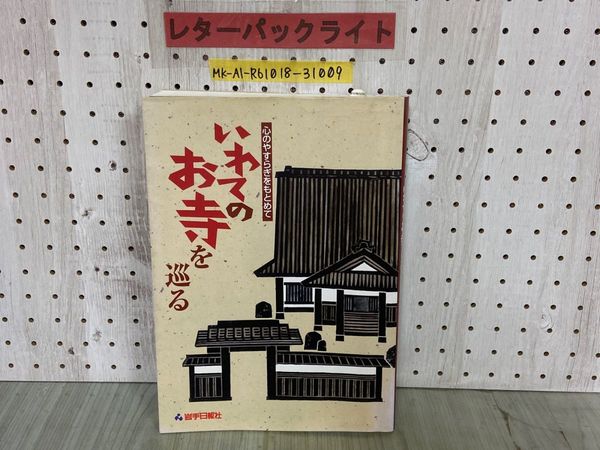 レターパックライト
MK-A1-R61018-31009
心のやすらぎをもとめて
いわての
お寺を
巡る
岩手日報社